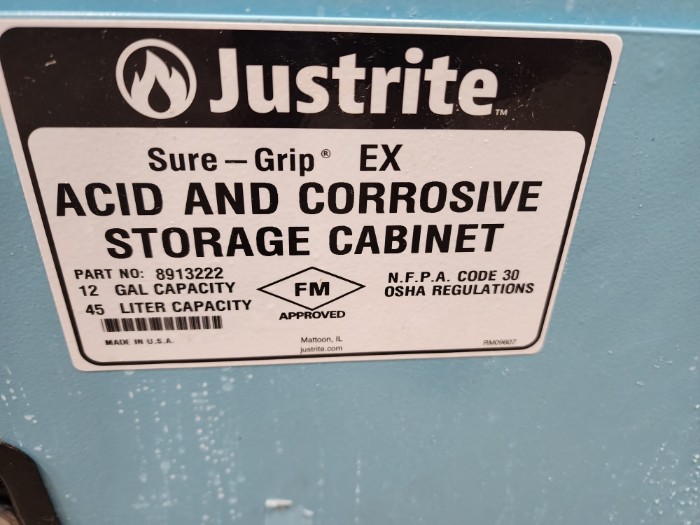 Justrite™
Sure-Grip® EX
ACID AND CORROSIVE
STORAGE CABINET
PART NO: 8913222
12 GAL CAPACITY
45 LITER CAPACITY
FM
APPROVED
N.F.P.A. CODE 30
OSHA REGULATIONS
MADE IN U.S.A.
Mattoon, IL
justrite.com
RM09607